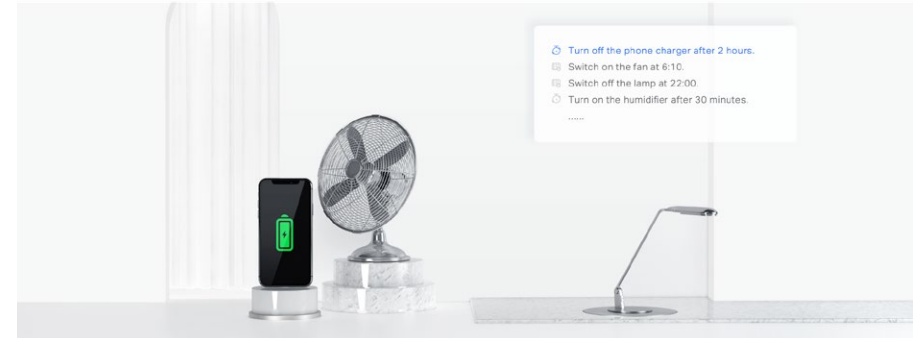 Turn off the phone charger after 2 hours.
Switch on the fan at 6:10.
Switch off the lamp at 22:00
Turn on the humidifier after 30 minutes.
......